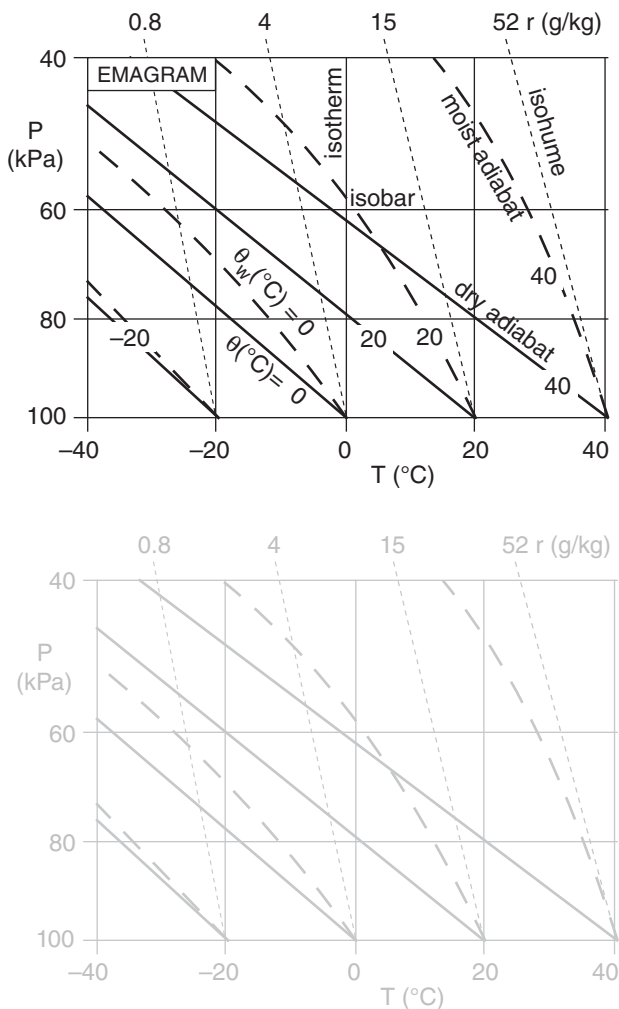 0.8 4 15 52 r (g/kg)
40
EMAGRAM
P
(kPa)
isotherm
moist adiabat
isohume
isobar
60
θw(°C) = 0
dry adiabat
40
80
–20
θ(°C)= 0
20
20
40
100
–40 –20 0 20 40
T (°C)
0.8 4 15 52 r (g/kg)
40
P
(kPa)
60
80
100
–40 –20 0 20 40
T (°C)